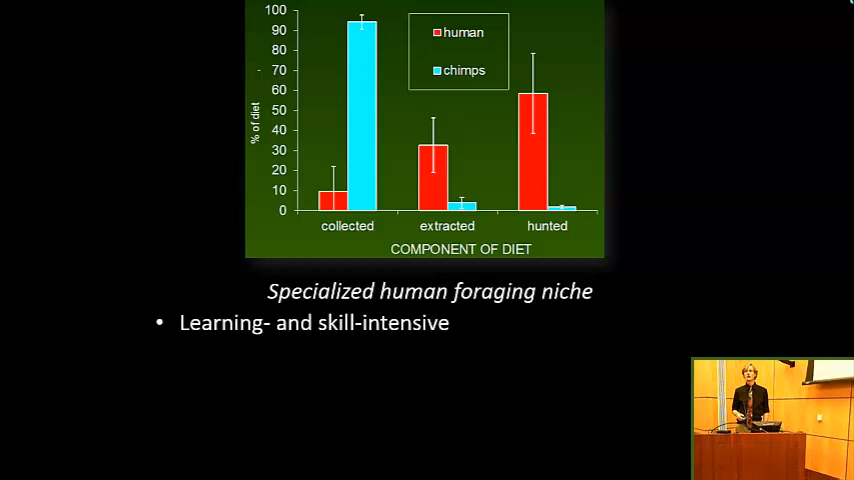 100
90
80
70
60
50
40
30
20
10
0
% of diet
human
chimps
collected extracted hunted
COMPONENT OF DIET
Specialized human foraging niche
• Learning- and skill-intensive